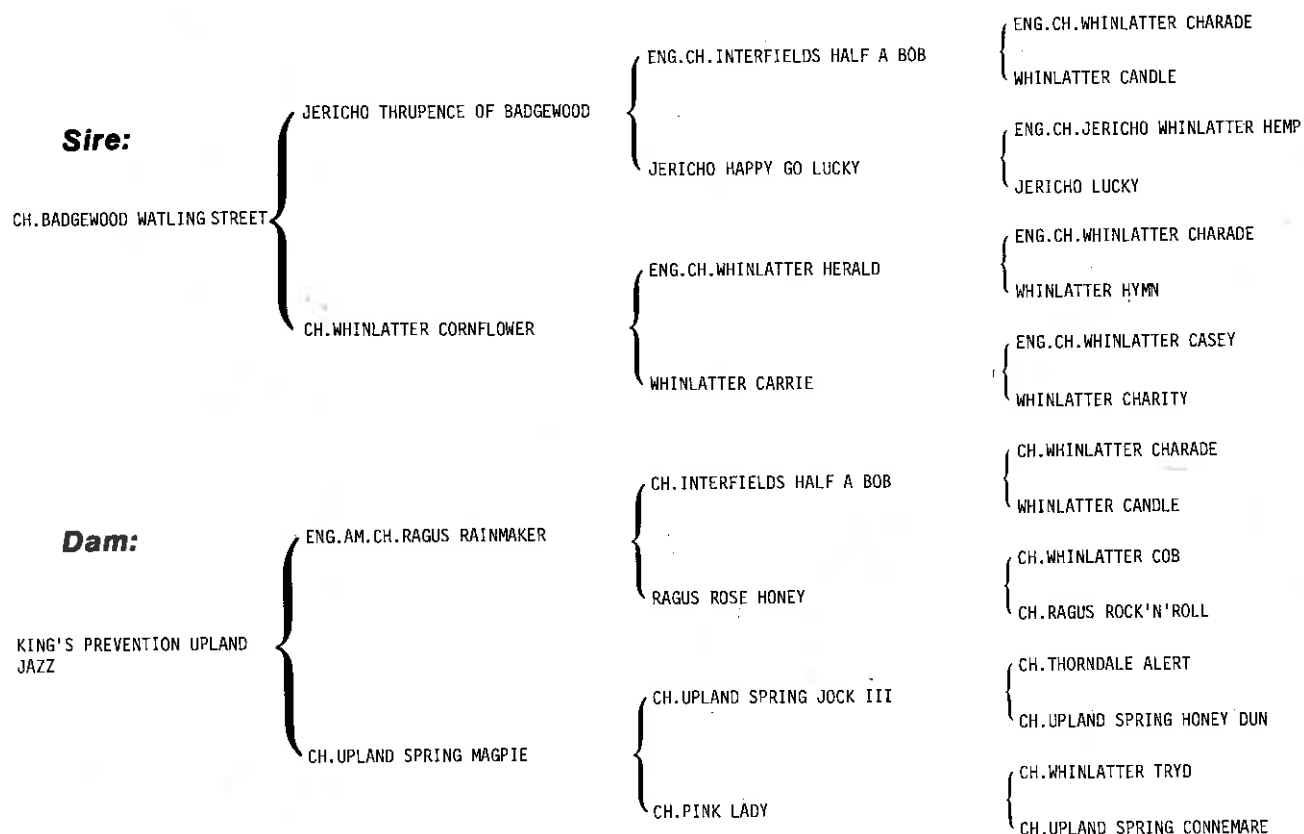 ENG.CH.WHINLATTER CHARADE
ENG.CH.INTERFIELDS HALF A BOB
WHINLATTER CANDLE
JERICHO THRUPENCE OF BADGEWOOD
Sire:
ENG.CH.JERICHO WHINLATTER HEMP
JERICHO HAPPY GO LUCKY
JERICHO LUCKY
CH.BADGEWOOD WATLING STREET
ENG.CH.WHINLATTER CHARADE
ENG.CH.WHINLATTER HERALD
WHINLATTER HYMN
CH.WHINLATTER CORNFLOWER
ENG.CH.WHINLATTER CASEY
WHINLATTER CARRIE
WHINLATTER CHARITY
CH.WHINLATTER CHARADE
CH.INTERFIELDS HALF A BOB
WHINLATTER CANDLE
Dam:
ENG.AM.CH.RAGUS RAINMAKER
CH.WHINLATTER COB
RAGUS ROSE HONEY
CH.RAGUS ROCK'N'ROLL
KING'S PREVENTION UPLAND
JAZZ
CH.THORNDALE ALERT
CH.UPLAND SPRING JOCK III
CH.UPLAND SPRING HONEY DUN
CH.UPLAND SPRING MAGPIE
CH.WHINLATTER TRYD
CH.PINK LADY
CH.UPLAND SPRING CONNEMARE